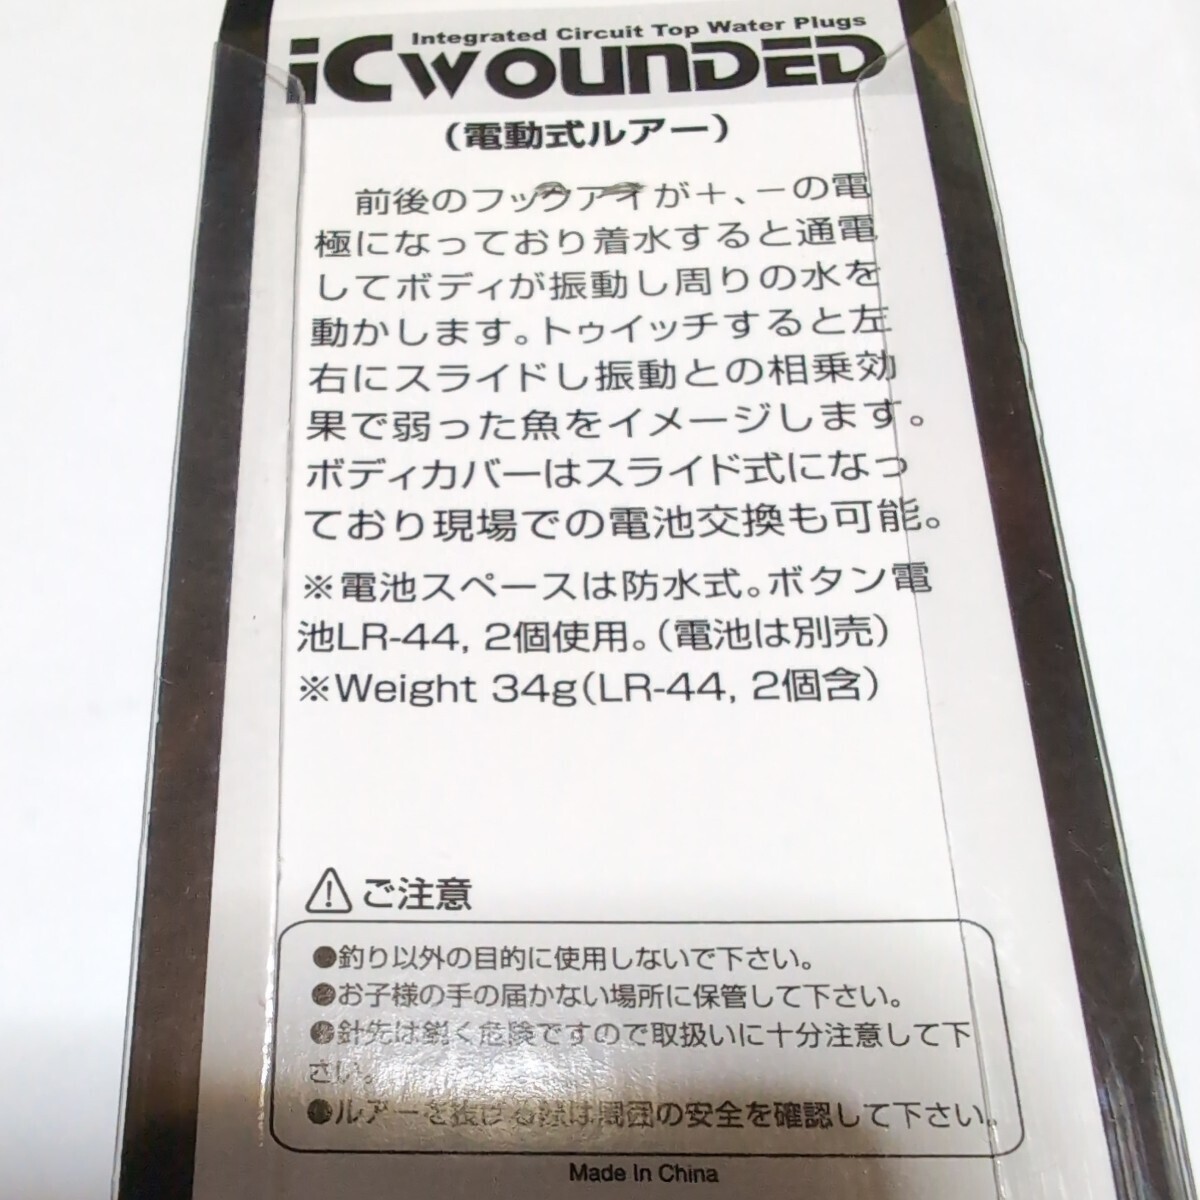 Integrated Circuit Top Water Plugs
iCWOUNDED
（電動式ルアー）
前後のフックアイが＋、－の電
極になっており着水すると通電
してボディが振動し周りの水を
動かします。トゥイッチすると左
右にスライドし振動との相乗効
果で弱った魚をイメージします。
ボディカバーはスライド式になっ
ており現場での電池交換も可能。
※電池スペースは防水式。ボタン電
池LR-44, 2個使用。（電池は別売）
※Weight 34g（LR-44, 2個含）
ご注意
●釣り以外の目的に使用しないで下さい。
●お子様の手の届かない場所に保管して下さい。
●針先は鋭く危険ですので取扱いに十分注意して下
さい。
●ルアーを投げる際は周囲の安全を確認して下さい。
Made In China